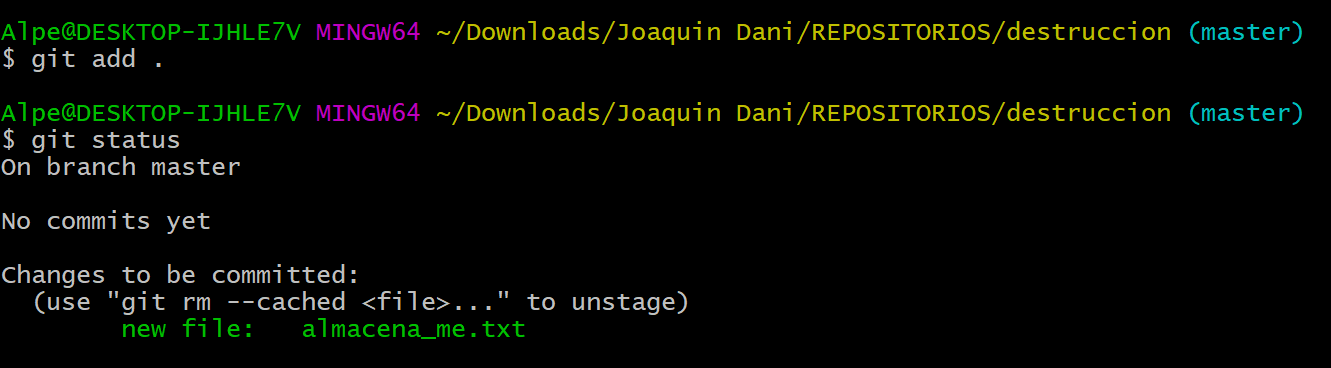 Alpe@DESKTOP-IJHLE7V MINGW64 ~/Downloads/Joaquin Dani/REPOSITORIOS/destruccion (master)
$ git add .
Alpe@DESKTOP-IJHLE7V MINGW64 ~/Downloads/Joaquin Dani/REPOSITORIOS/destruccion (master)
$ git status
On branch master
No commits yet
Changes to be committed:
  (use "git rm --cached <file>..." to unstage)
        new file:   almacena_me.txt